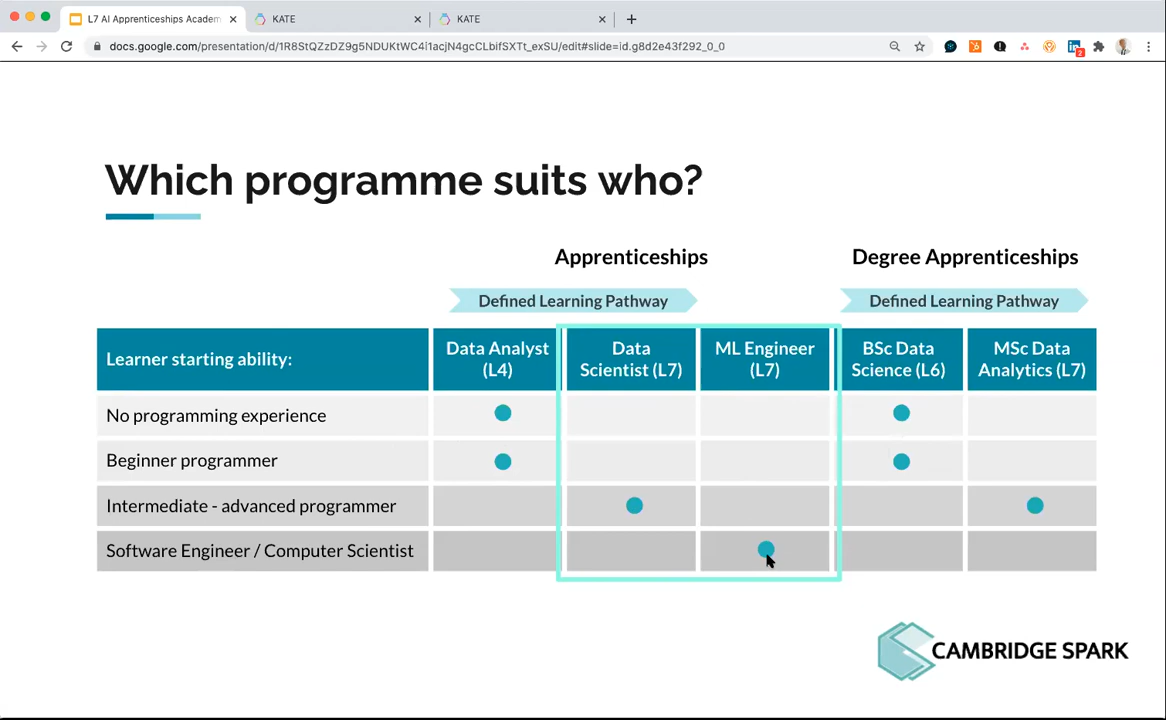 L7 AI Apprenticeships Academ
KATE
KATE
docs.google.com/presentation/d/1R8StQZzDZ9g5NDUKtWC4l1acjN4gcCLbifSXTt_exSU/edit#slide=id.g8d2e43f292_0_0
2
Which programme suits who?
Apprenticeships
Degree Apprenticeships
Defined Learning Pathway
Defined Learning Pathway
Learner starting ability:
Data Analyst
(L4)
Data
Scientist (L7)
ML Engineer
(L7)
BSc Data
Science (L6)
MSc Data
Analytics (L7)
No programming experience
Beginner programmer
Intermediate - advanced programmer
Software Engineer / Computer Scientist
CAMBRIDGE SPARK